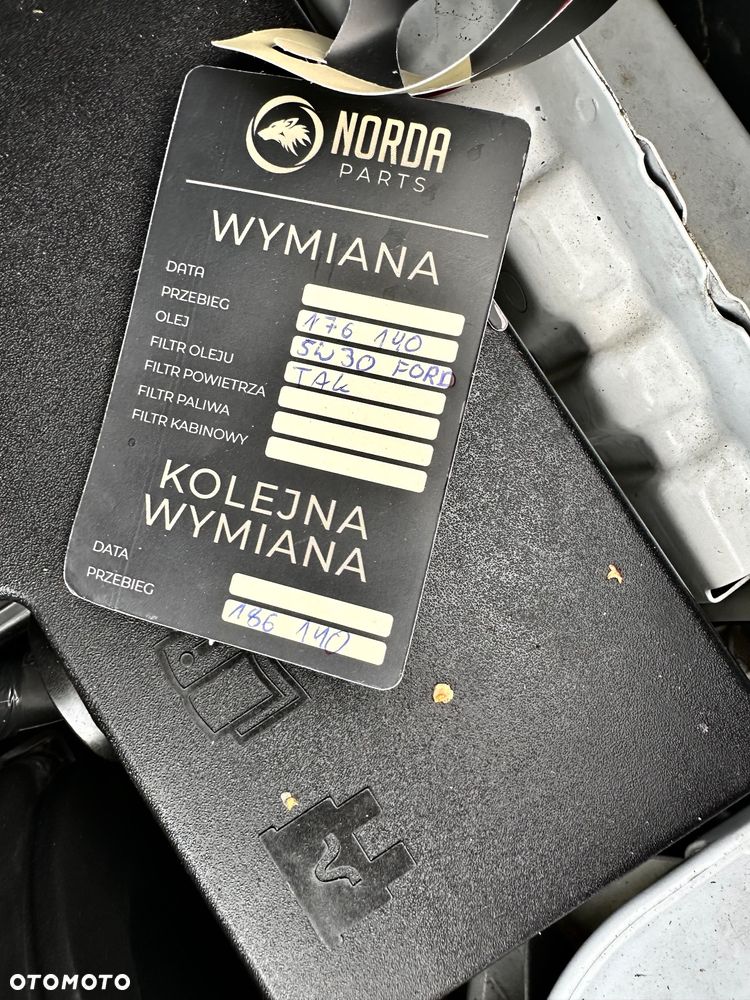 NORDA
PARTS
WYMIANA
DATA
PRZEBIEG 176 140
OLEJ 5W30 FORD
FILTR OLEJU TAK
FILTR POWIETRZA
FILTR PALIWA
FILTR KABINOWY
KOLEJNA
WYMIANA
DATA
PRZEBIEG 186 140
OTOMOTO